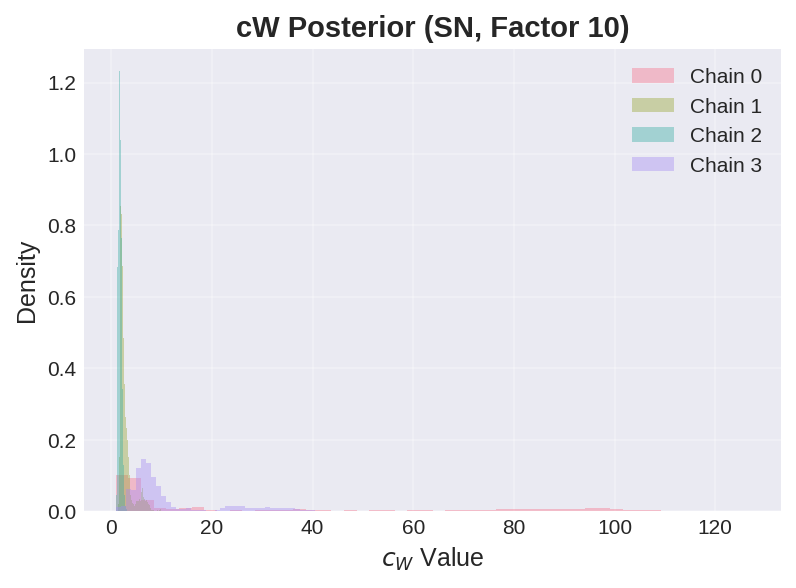 cW Posterior (SN, Factor 10)
Chain 0
Chain 1
Chain 2
Chain 3
Density
1.2
1.0
0.8
0.6
0.4
0.2
0.0
0 20 40 60 80 100 120
c_W Value